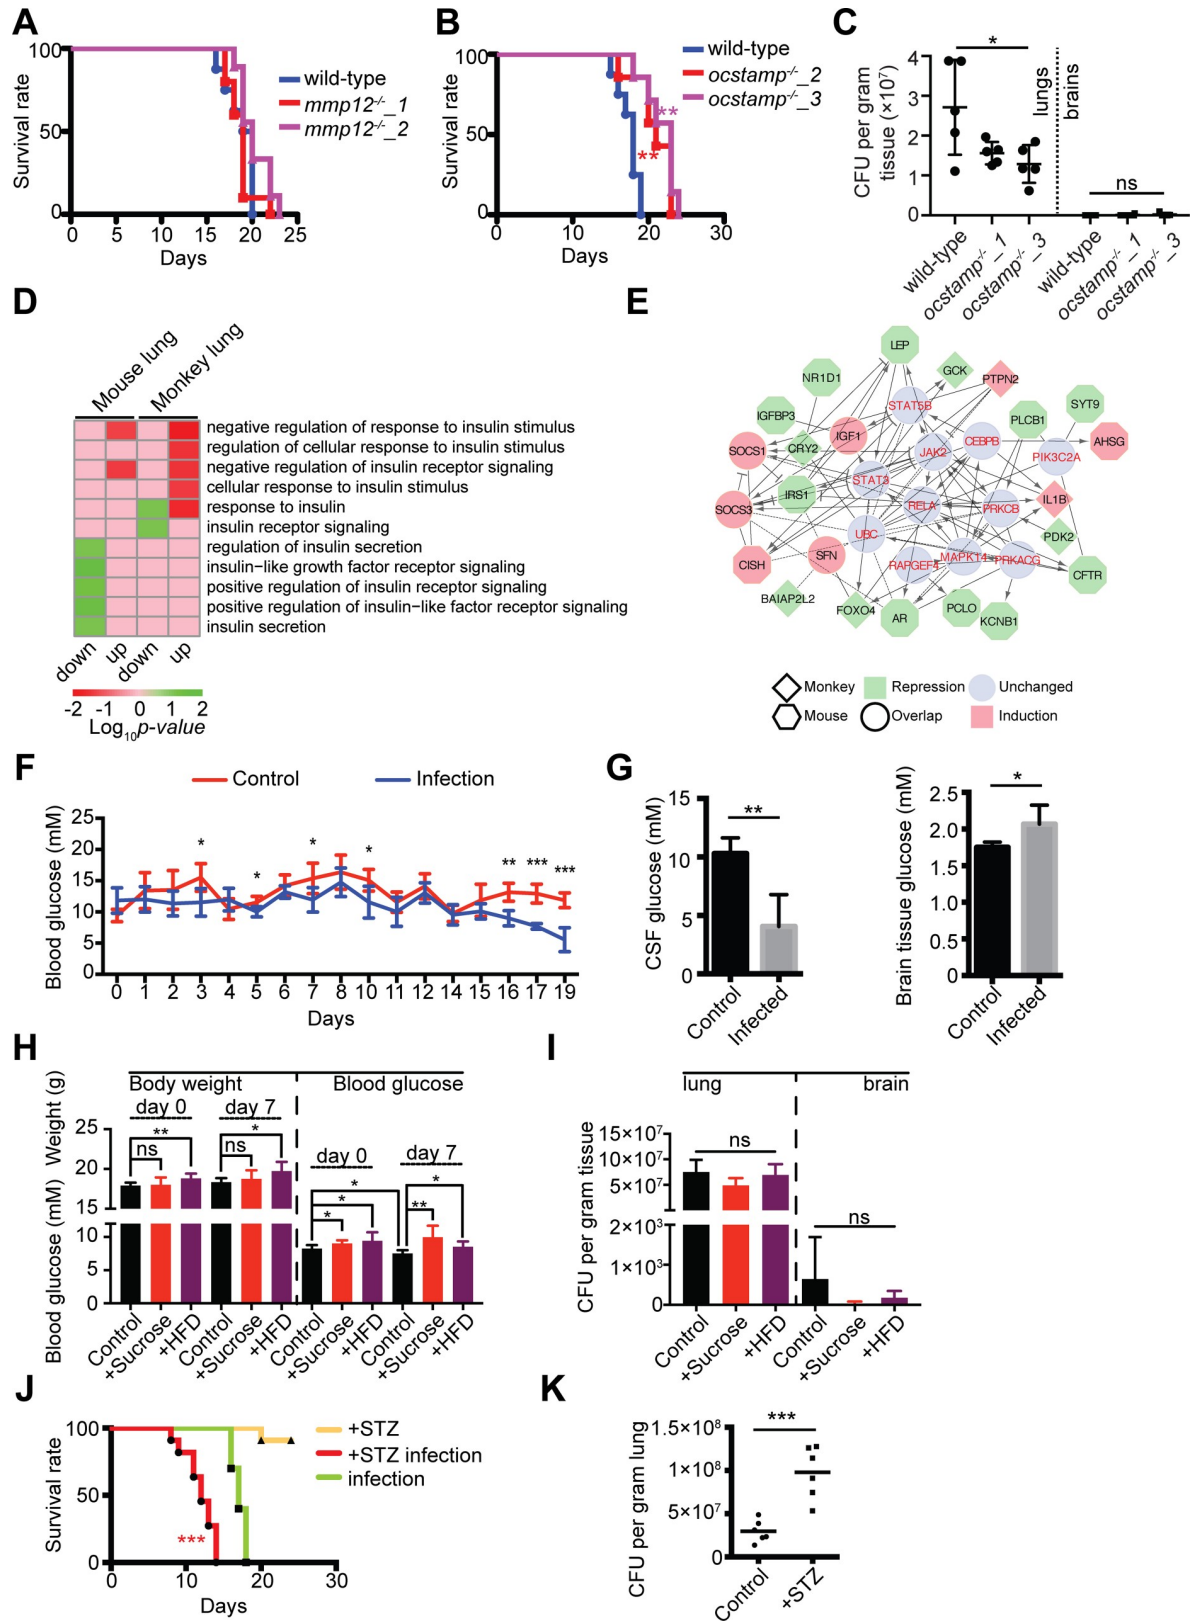 A
Survival rate
100
50
0
0 5 10 15 20 25
Days
wild-type
mmp12-/-_1
mmp12-/-_2
B
Survival rate
100
50
0
0 10 20 30
Days
wild-type
ocstamp-/-_2
ocstamp-/-_3
**
**
C
CFU per gram
tissue (×10⁷)
4
3
2
1
0
*
lungs
brains
ns
wild-type
ocstamp-/-_1
ocstamp-/-_3
wild-type
ocstamp-/-_1
ocstamp-/-_3
D
Mouse lung
Monkey lung
negative regulation of response to insulin stimulus
regulation of cellular response to insulin stimulus
negative regulation of insulin receptor signaling
cellular response to insulin stimulus
response to insulin
insulin receptor signaling
regulation of insulin secretion
insulin−like growth factor receptor signaling
positive regulation of insulin receptor signaling
positive regulation of insulin−like factor receptor signaling
insulin secretion
down up down up
-2 -1 0 1 2
Log₁₀p-value
E
LEP
NR1D1
GCK
PTPN2
STAT5B
IGFBP3
PLCB1
SYT9
IGF1
CEBPB
AHSG
SOCS1
CRY2
JAK2
PIK3C2A
STAT3
IRS1
IL1B
SOCS3
RELA
PRKCB
UBC
PDK2
CISH
SFN
RAPGEF4
MAPK14
PRKACG
CFTR
BAIAP2L2
FOXO4
AR
PCLO
KCNB1
Monkey Repression Unchanged
Mouse Overlap Induction
F
Control Infection
Blood glucose (mM)
25
20
15
10
5
0
* * * * ** *** ***
0 1 2 3 4 5 6 7 8 10 11 12 14 15 16 17 19
Days
G
CSF glucose (mM)
15
10
5
0
**
Control
Infected
Brain tissue glucose (mM)
2.5
2.0
1.5
1.0
0.5
0
*
Control
Infected
H
Body weight Blood glucose
Weight (g)
Blood glucose (mM)
25
20
15
10
5
0
day 0 day 7
** *
ns ns
day 0 day 7
* *
* **
*
Control
+Sucrose
+HFD
Control
+Sucrose
+HFD
Control
+Sucrose
+HFD
Control
+Sucrose
+HFD
I
lung brain
CFU per gram tissue
15×10⁷
10×10⁷
5×10⁷
2×10³
1×10³
0
ns
ns
Control
+Sucrose
+HFD
Control
+Sucrose
+HFD
J
Survival rate
100
50
0
0 10 20 30
Days
***
+STZ
+STZ infection
infection
K
CFU per gram lung
1.5×10⁸
1×10⁸
5×10⁷
0
***
Control
+STZ